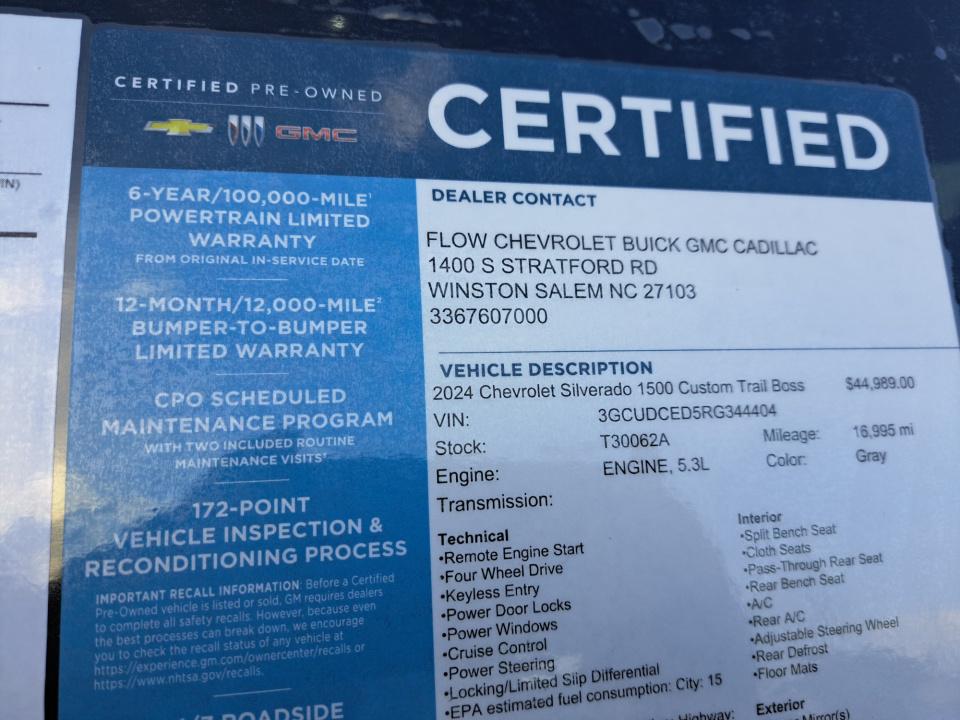 IN)
CERTIFIED PRE-OWNED
GMC
CERTIFIED
6-YEAR/100,000-MILE¹
POWERTRAIN LIMITED
WARRANTY
FROM ORIGINAL IN-SERVICE DATE
12-MONTH/12,000-MILE²
BUMPER-TO-BUMPER
LIMITED WARRANTY
CPO SCHEDULED
MAINTENANCE PROGRAM
WITH TWO INCLUDED ROUTINE
MAINTENANCE VISITS
172-POINT
VEHICLE INSPECTION &
RECONDITIONING PROCESS
IMPORTANT RECALL INFORMATION: Before a Certified
Pre-Owned vehicle is listed or sold, GM requires dealers
to complete all safety recalls. However, because even
the best processes can break down, we encourage
you to check the recall status of any vehicle at
https://experience.gm.com/ownercenter/recalls or
https://www.nhtsa.gov/recalls.
ROADSIDE
DEALER CONTACT
FLOW CHEVROLET BUICK GMC CADILLAC
1400 S STRATFORD RD
WINSTON SALEM NC 27103
3367607000
VEHICLE DESCRIPTION
2024 Chevrolet Silverado 1500 Custom Trail Boss $44,989.00
VIN: 3GCUDCED5RG344404
Stock: T30062A Mileage: 16,995 mi
Engine: ENGINE, 5.3L Color: Gray
Transmission:
Technical
•Remote Engine Start
•Four Wheel Drive
•Keyless Entry
•Power Door Locks
•Power Windows
•Cruise Control
•Power Steering
•Locking/Limited Slip Differential
•EPA estimated fuel consumption: City: 15
Highway:
Interior
•Split Bench Seat
•Cloth Seats
•Pass-Through Rear Seat
•Rear Bench Seat
•A/C
•Rear A/C
•Adjustable Steering Wheel
•Rear Defrost
•Floor Mats
Exterior
Mirror(s)